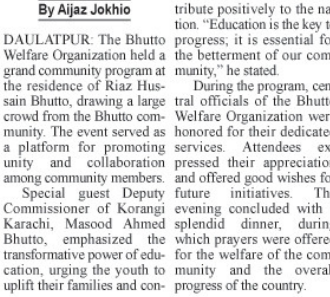 By Aijaz Jokhio
DAULATPUR: The Bhutto
Welfare Organization held a
grand community program at
the residence of Riaz Hus-
sain Bhutto, drawing a large
crowd from the Bhutto com-
munity. The event served as
a platform for promoting
unity and collaboration
among community members.
Special guest Deputy
Commissioner of Korangi
Karachi, Masood Ahmed
Bhutto, emphasized the
transformative power of edu-
cation, urging the youth to
uplift their families and con-
tribute positively to the na-
tion. “Education is the key t
progress; it is essential fo
the betterment of our com
munity,” he stated.
During the program, cen
tral officials of the Bhutt
Welfare Organization wer
honored for their dedicate
services. Attendees ex
pressed their appreciatio
and offered good wishes fo
future initiatives. Th
evening concluded with
splendid dinner, durin
which prayers were offere
for the welfare of the com
munity and the overal
progress of the country.